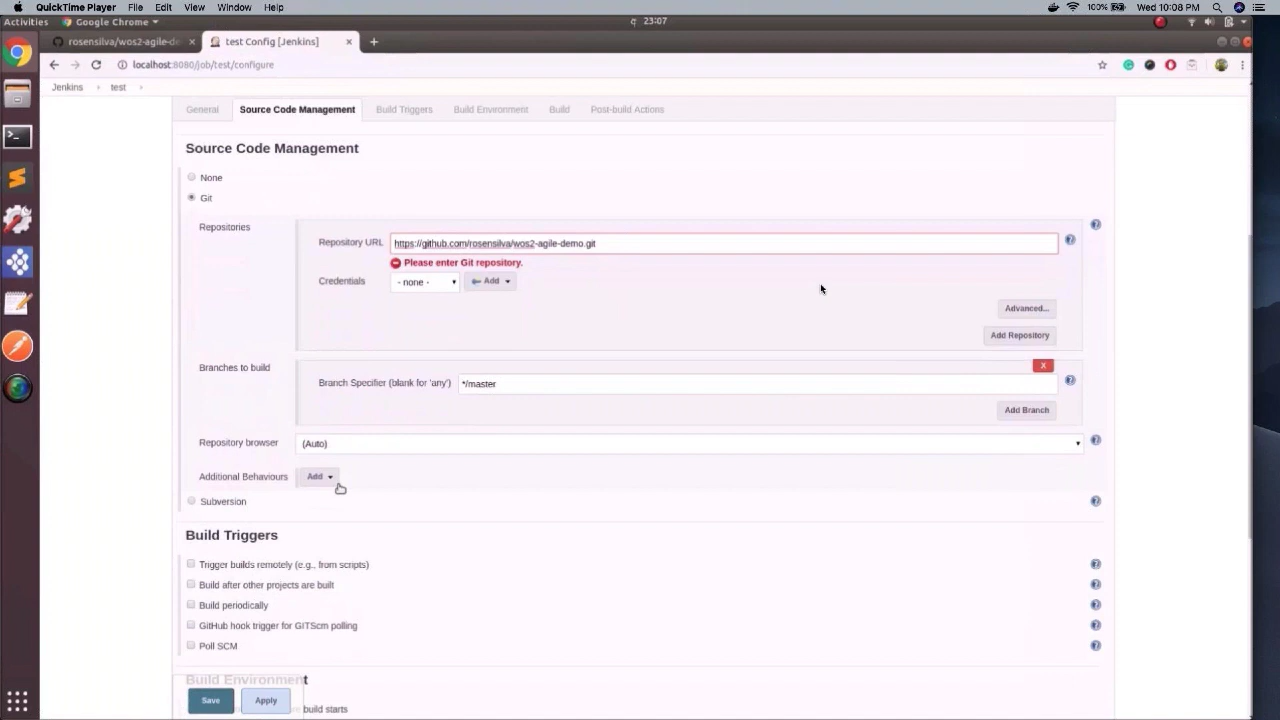 QuickTime Player File Edit View Window Help 100% Wed 10:08 PM
Activities Google Chrome 23:07
rosensilva/wos2-agile-de test Config [Jenkins]
localhost:8080/job/test/configure
Jenkins test
General Source Code Management Build Triggers Build Environment Build Post-build Actions
Source Code Management
None
Git
Repositories
Repository URL https://github.com/rosensilva/wos2-agile-demo.git
Please enter Git repository.
Credentials - none - Add
Advanced...
Add Repository
Branches to build
X
Branch Specifier (blank for 'any') */master
Add Branch
Repository browser (Auto)
Additional Behaviours Add
Subversion
Build Triggers
Trigger builds remotely (e.g., from scripts)
Build after other projects are built
Build periodically
GitHub hook trigger for GITScm polling
Poll SCM
Build Environment
Save Apply
build starts